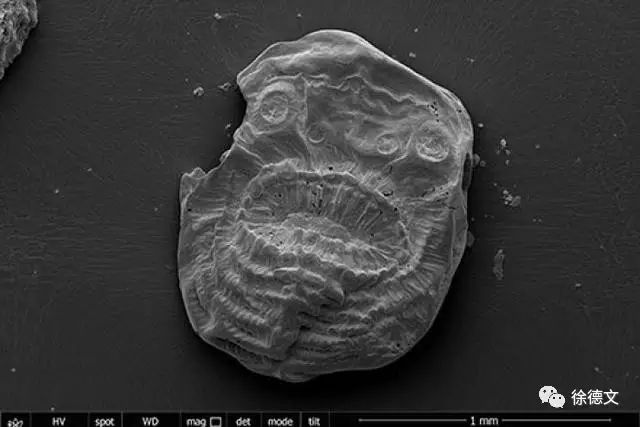 徐德文
HV spot WD mag □ det mode tilt 1 mm